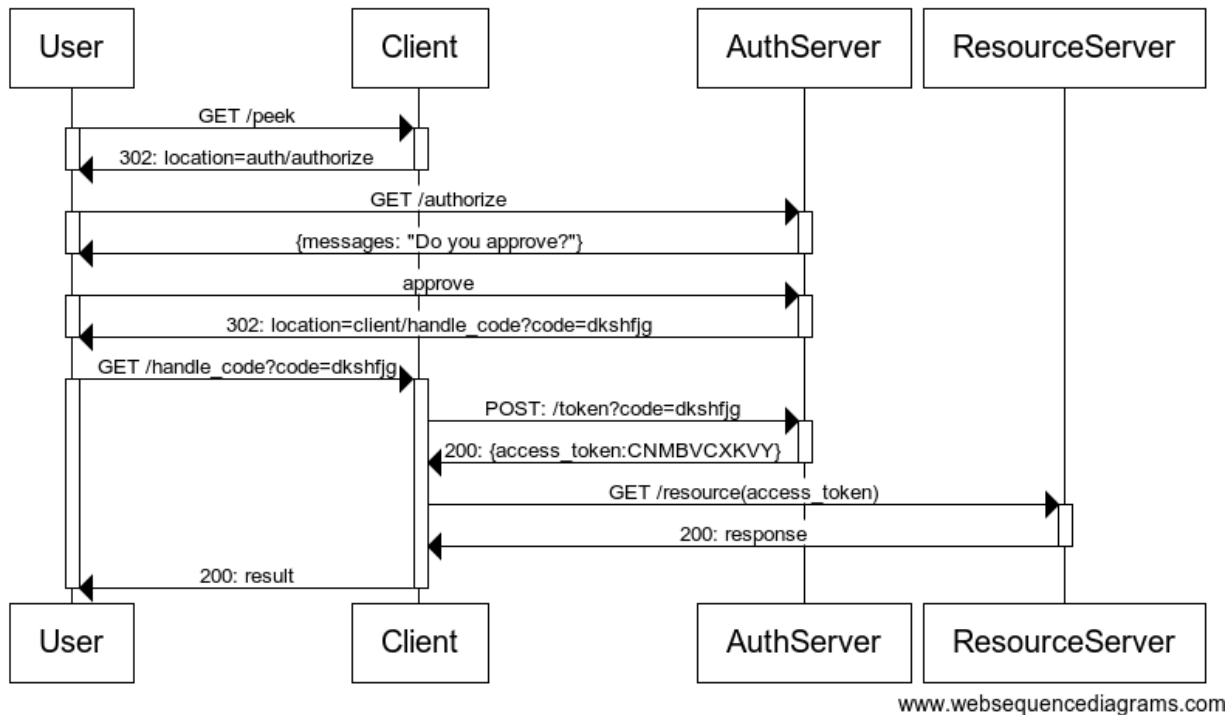 User Client AuthServer ResourceServer
GET /peek
302: location=auth/authorize
GET /authorize
{messages: "Do you approve?"}
approve
302: location=client/handle_code?code=dkshfjg
GET /handle_code?code=dkshfjg
POST: /token?code=dkshfjg
200: {access_token:CNMBVCXKVY}
GET /resource(access_token)
200: response
200: result
User Client AuthServer ResourceServer
www.websequencediagrams.com